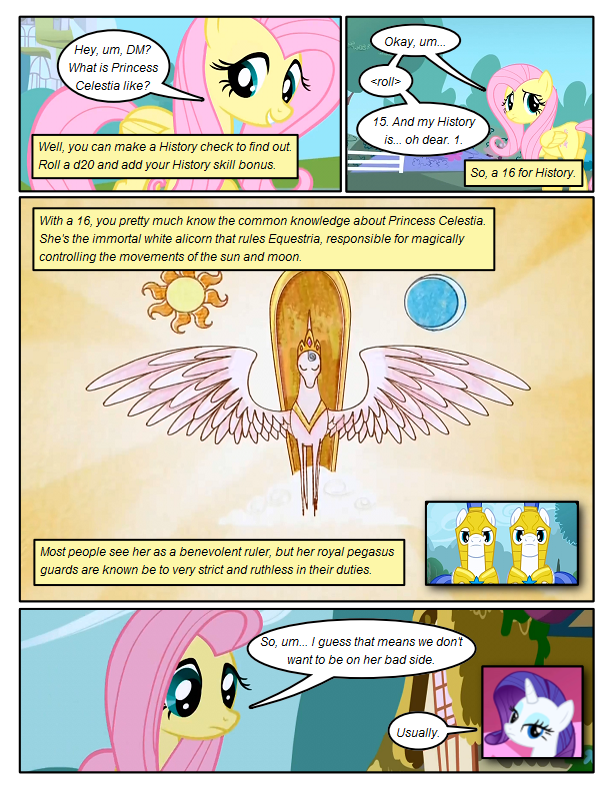 Hey, um, DM?
What is Princess
Celestia like?
Well, you can make a History check to find out.
Roll a d20 and add your History skill bonus.
Okay, um...
<roll>
15. And my History
is... oh dear. 1.
So, a 16 for History.
With a 16, you pretty much know the common knowledge about Princess Celestia.
She's the immortal white alicorn that rules Equestria, responsible for magically
controlling the movements of the sun and moon.
Most people see her as a benevolent ruler, but her royal pegasus
guards are known be to very strict and ruthless in their duties.
So, um... I guess that means we don't
want to be on her bad side.
Usually.